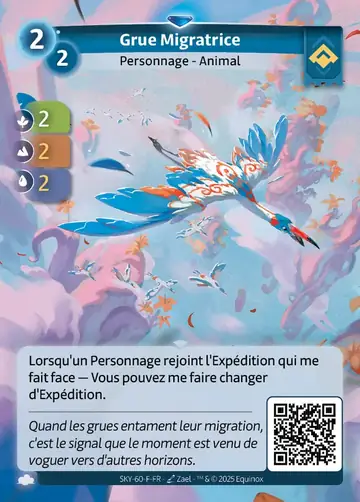 2
2
Grue Migratrice
Personnage - Animal
2
2
2
Lorsqu'un Personnage rejoint l'Expédition qui me
fait face — Vous pouvez me faire changer
d'Expédition.
Quand les grues entament leur migration,
c'est le signal que le moment est venu de
voguer vers d'autres horizons.
SKY-60-F-FR - Zael - ™ & © 2025 Equinox